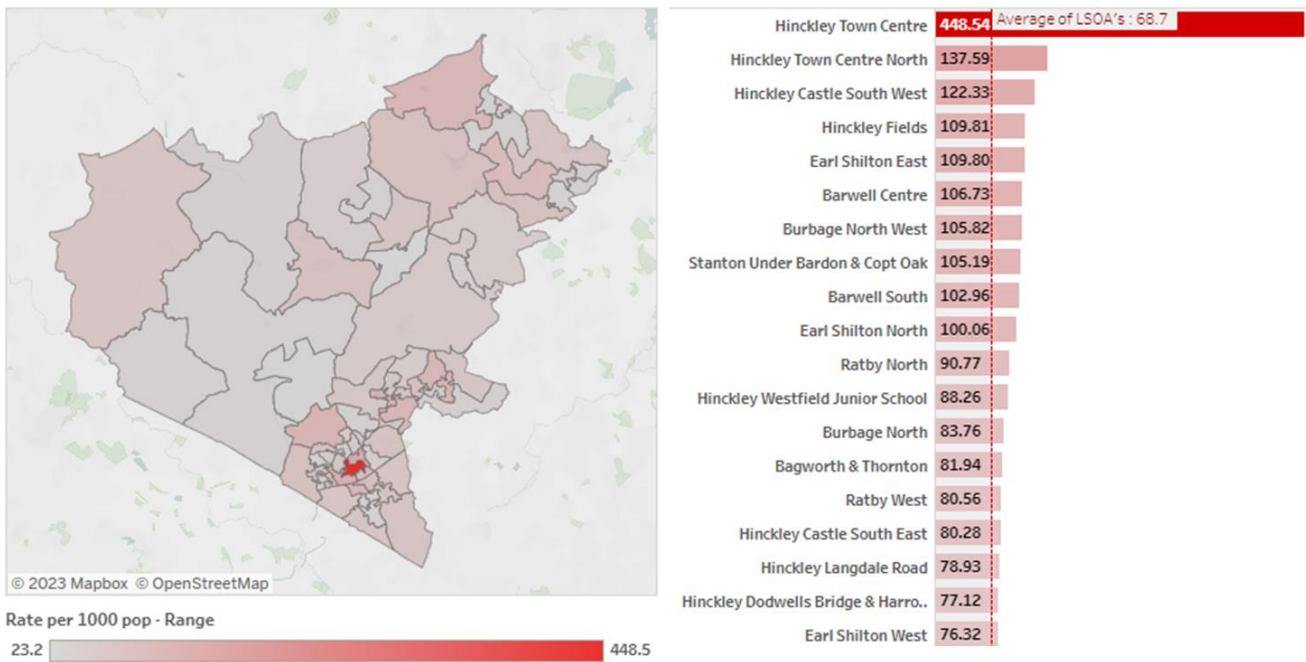 © 2023 Mapbox © OpenStreetMap
Rate per 1000 pop - Range
23.2 448.5
Hinckley Town Centre 448.54 Average of LSOA's : 68.7
Hinckley Town Centre North 137.59
Hinckley Castle South West 122.33
Hinckley Fields 109.81
Earl Shilton East 109.80
Barwell Centre 106.73
Burbage North West 105.82
Stanton Under Bardon & Copt Oak 105.19
Barwell South 102.96
Earl Shilton North 100.06
Ratby North 90.77
Hinckley Westfield Junior School 88.26
Burbage North 83.76
Bagworth & Thornton 81.94
Ratby West 80.56
Hinckley Castle South East 80.28
Hinckley Langdale Road 78.93
Hinckley Dodwells Bridge & Harro.. 77.12
Earl Shilton West 76.32